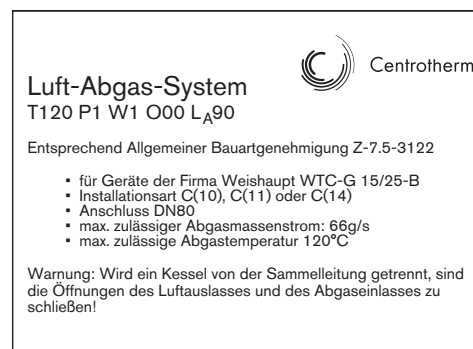 Centrotherm
Luft-Abgas-System
T120 P1 W1 O00 LA90
Entsprechend Allgemeiner Bauartgenehmigung Z-7.5-3122
▪ für Geräte der Firma Weishaupt WTC-G 15/25-B
▪ Installationsart C(10), C(11) oder C(14)
▪ Anschluss DN80
▪ max. zulässiger Abgasmassenstrom: 66g/s
▪ max. zulässige Abgastemperatur 120°C
Warnung: Wird ein Kessel von der Sammelleitung getrennt, sind
die Öffnungen des Luftauslasses und des Abgaseinlasses zu
schließen!